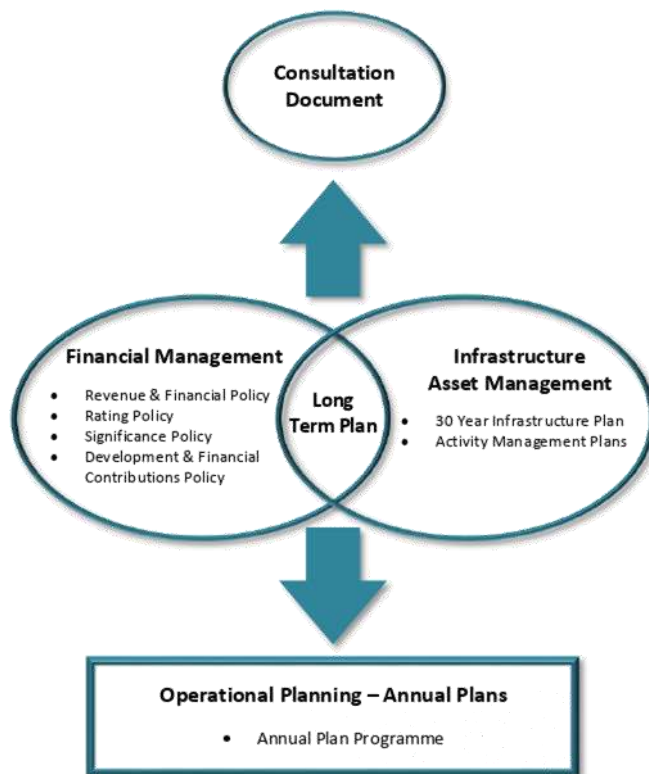 Consultation
Document
Financial Management
• Revenue & Financial Policy
• Rating Policy
• Significance Policy
• Development & Financial
Contributions Policy
Long
Term Plan
Infrastructure
Asset Management
• 30 Year Infrastructure Plan
• Activity Management Plans
Operational Planning – Annual Plans
• Annual Plan Programme